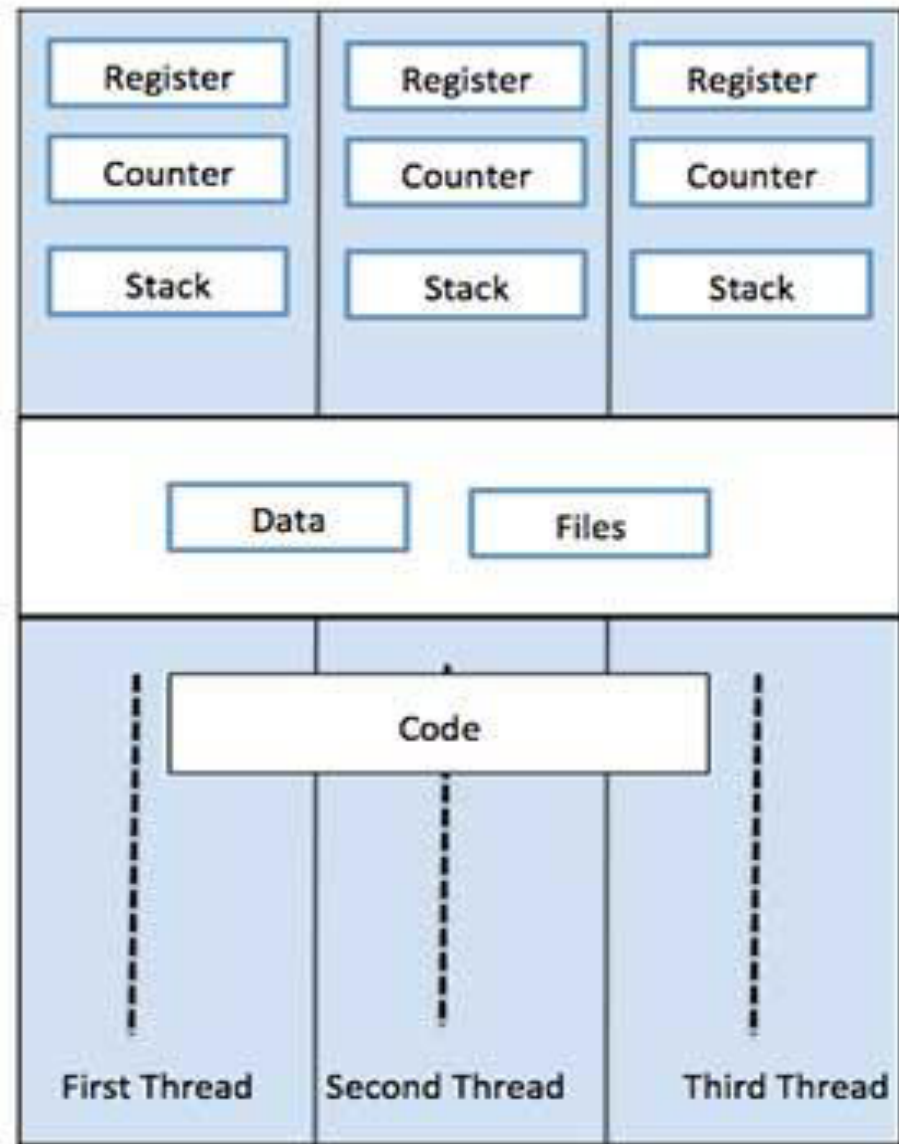 Register Register Register
Counter Counter Counter
Stack Stack Stack
Data Files
Code
First Thread Second Thread Third Thread